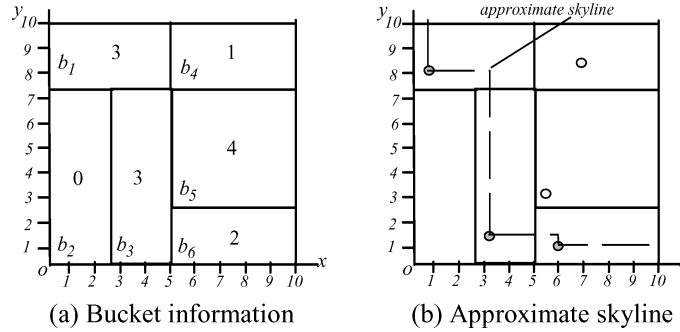 y
10
9
8
7
6
5
4
3
2
1
O
1 2 3 4 5 6 7 8 9 10
x
b1
3
b4
1
0
3
4
b5
b2
b3
b6
2
(a) Bucket information
y
approximate skyline
10
9
8
7
6
5
4
3
2
1
O
1 2 3 4 5 6 7 8 9 10
x
(b) Approximate skyline